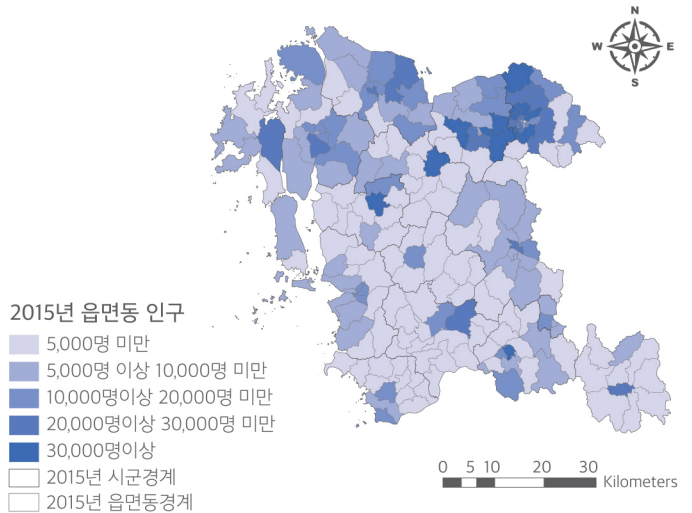 N
W E
S
2015년 읍면동 인구
5,000명 미만
5,000명 이상 10,000명 미만
10,000명이상 20,000명 미만
20,000명이상 30,000명 미만
30,000명이상
2015년 시군경계
2015년 읍면동경계
0 5 10 20 30
Kilometers